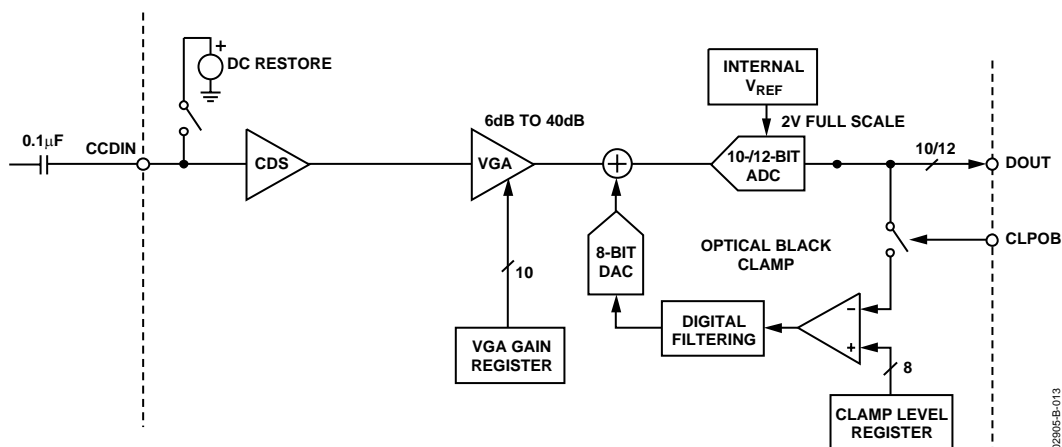 +
DC RESTORE
INTERNAL
VREF
0.1μF
CCDIN
6dB TO 40dB
2V FULL SCALE
CDS
VGA
+
10-/12-BIT
ADC
10/12
DOUT
8-BIT
DAC
OPTICAL BLACK
CLAMP
CLPOB
10
DIGITAL
FILTERING
−
+
VGA GAIN
REGISTER
8
CLAMP LEVEL
REGISTER
02905-B-013